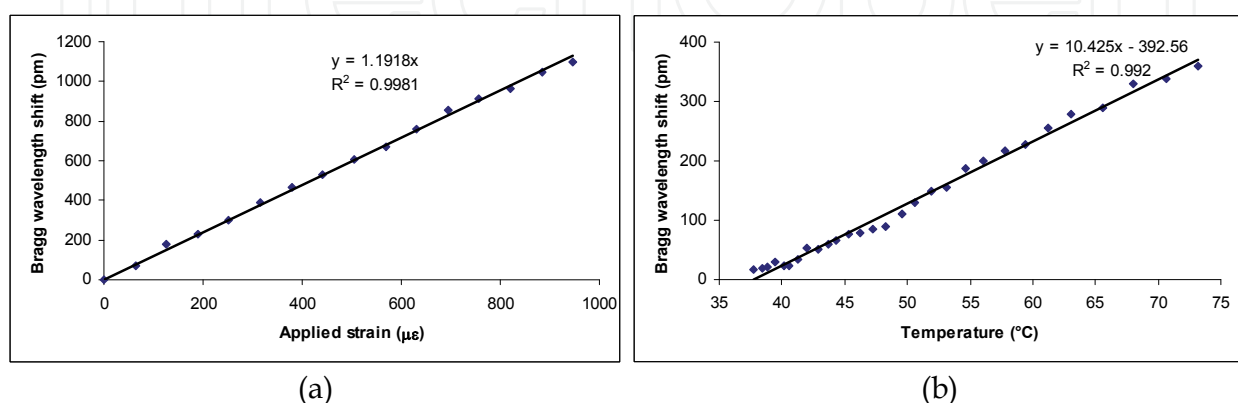 1200
1000
800
600
400
200
0
Bragg wavelength shift (pm)
y = 1.1918x
R² = 0.9981
0 200 400 600 800 1000
Applied strain (με)
(a)
400
300
200
100
0
Bragg wavelength shift (pm)
y = 10.425x - 392.56
R² = 0.992
35 40 45 50 55 60 65 70 75
Temperature (°C)
(b)